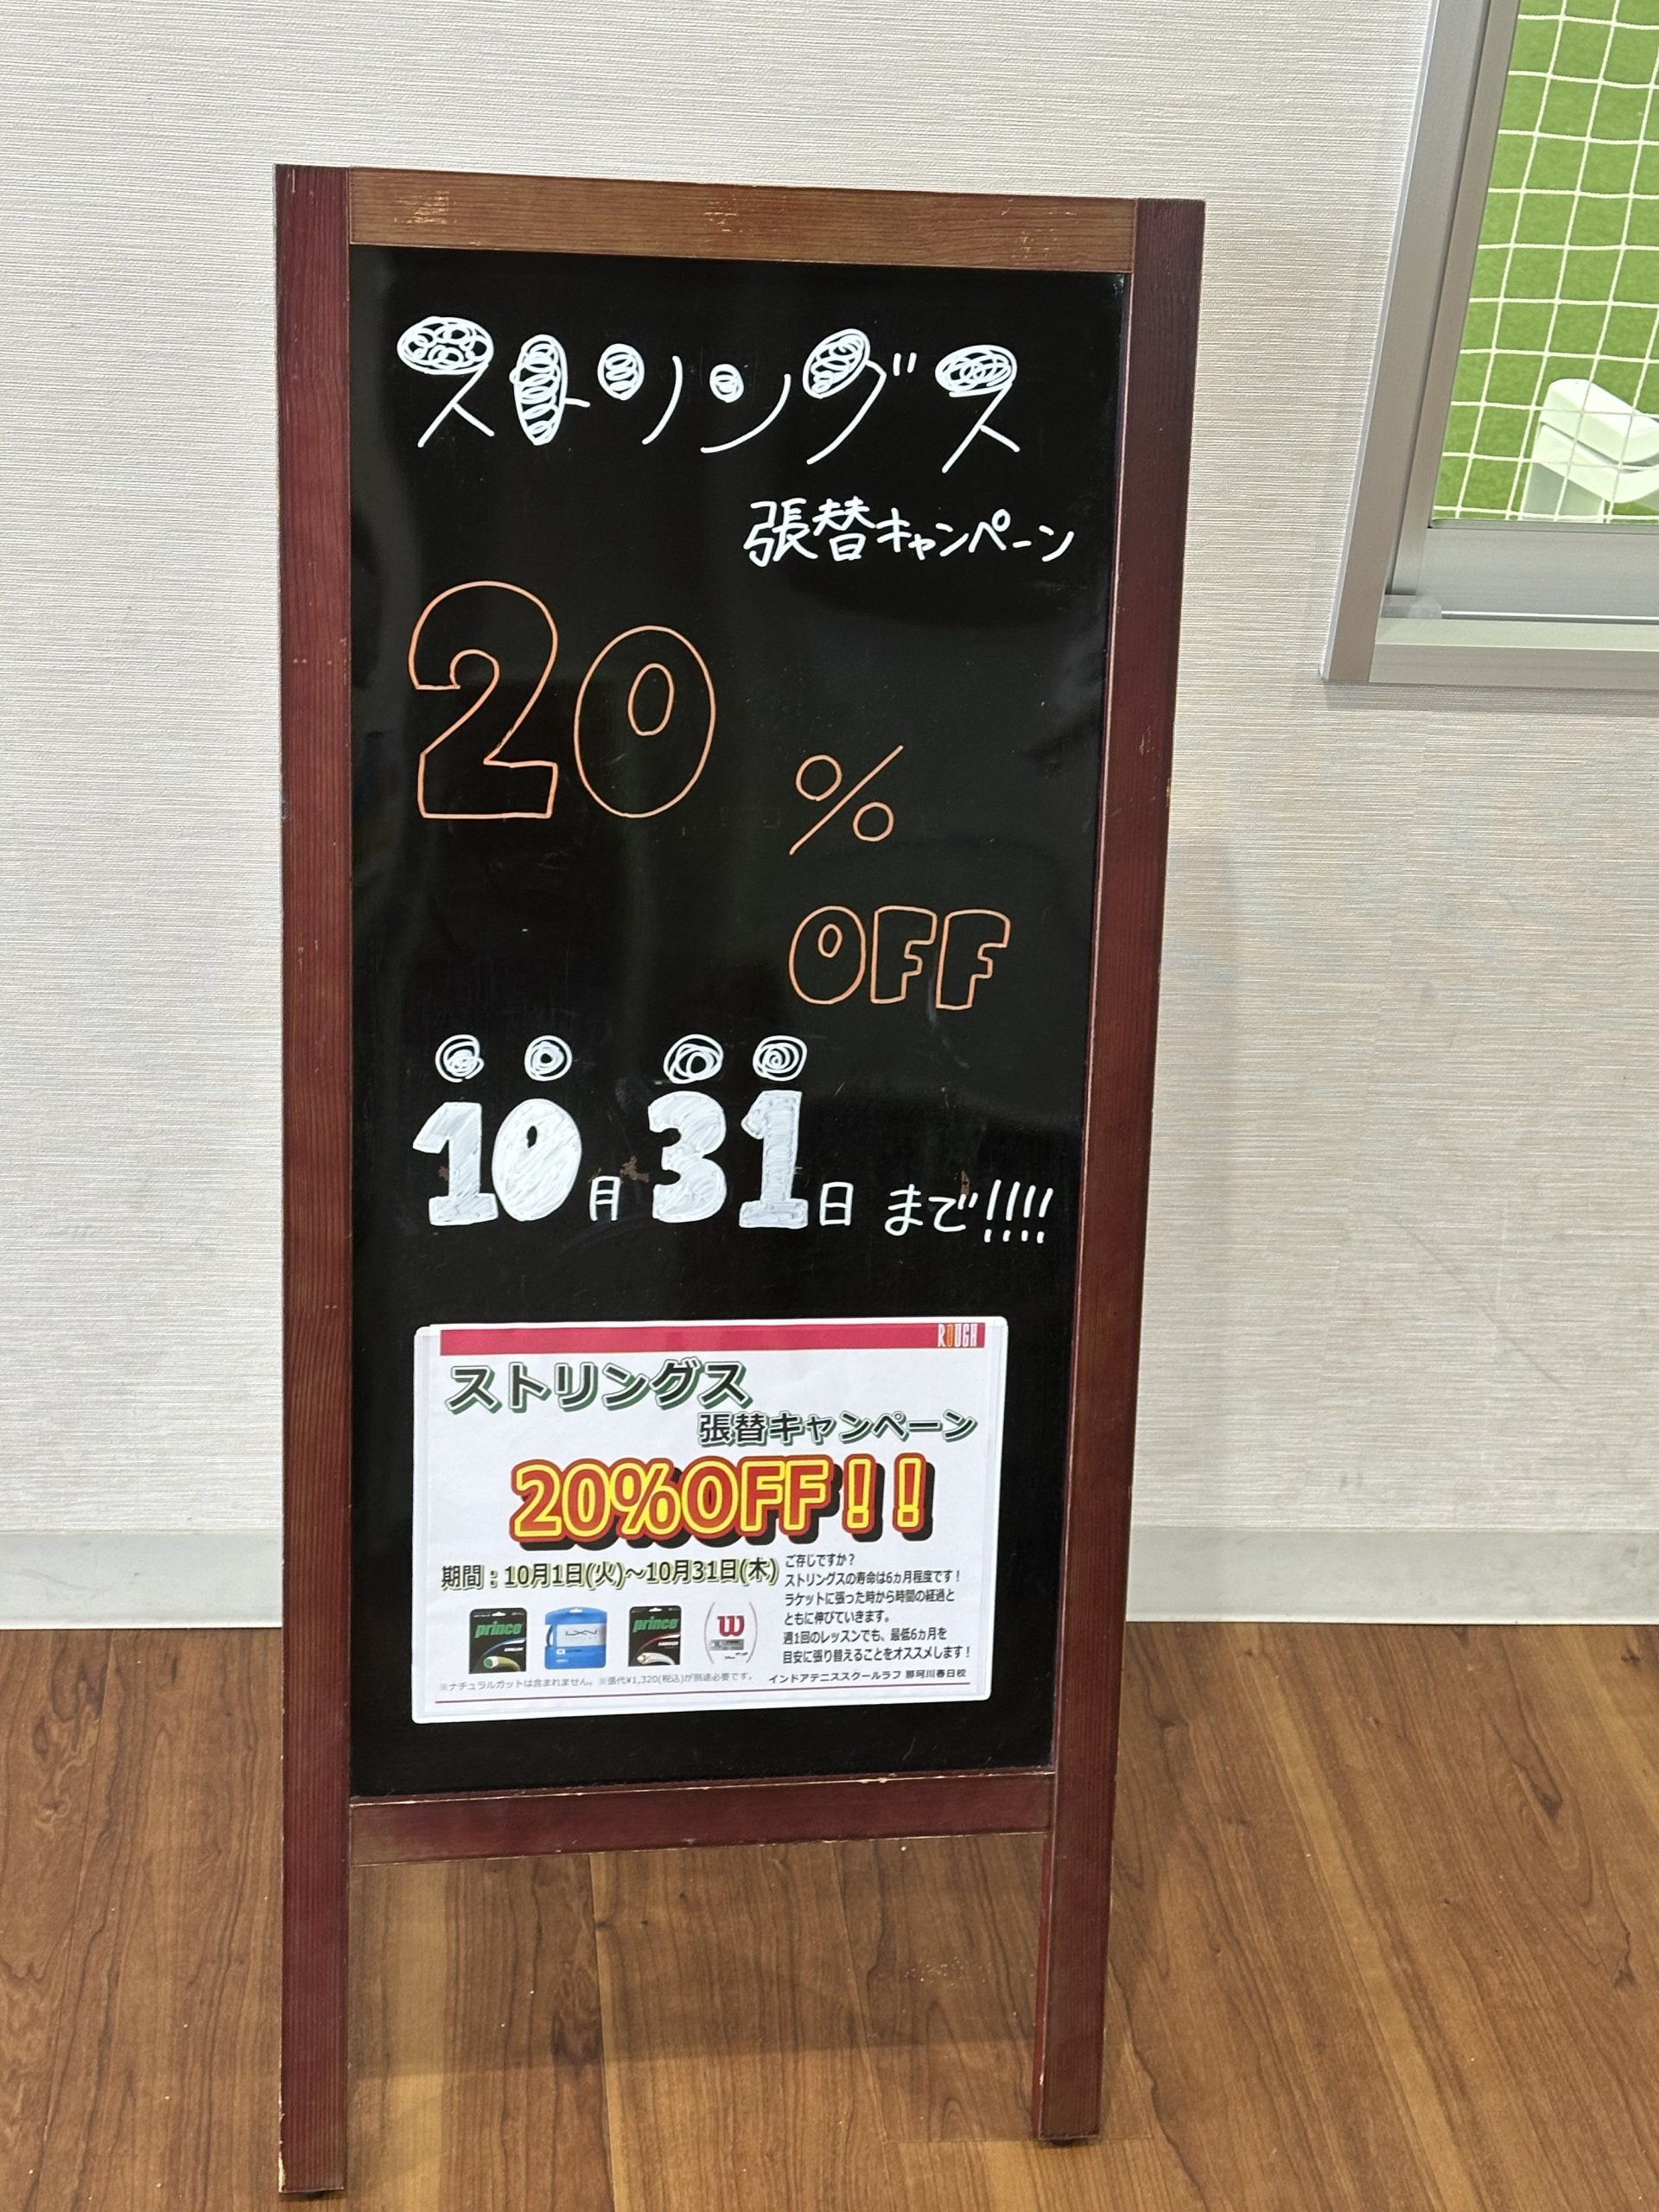 ストリングス
張替キャンペーン
20%
OFF
10月31日まで!!!!
ROUGH
ストリングス
張替キャンペーン
20%OFF！！
期間：10月1日(火)～10月31日(木)
ご存じですか？
ストリングスの寿命は6ヵ月程度です！
ラケットに張った時から時間の経過と
ともに伸びていきます。
週1回のレッスンでも、最低6ヵ月を
目安に張り替えることをオススメします！
prince
prince
W
※ナチュラルガットは含まれません。※張代¥1,320(税込)が別途必要です。
インドアテニススクールラフ 那珂川春日校